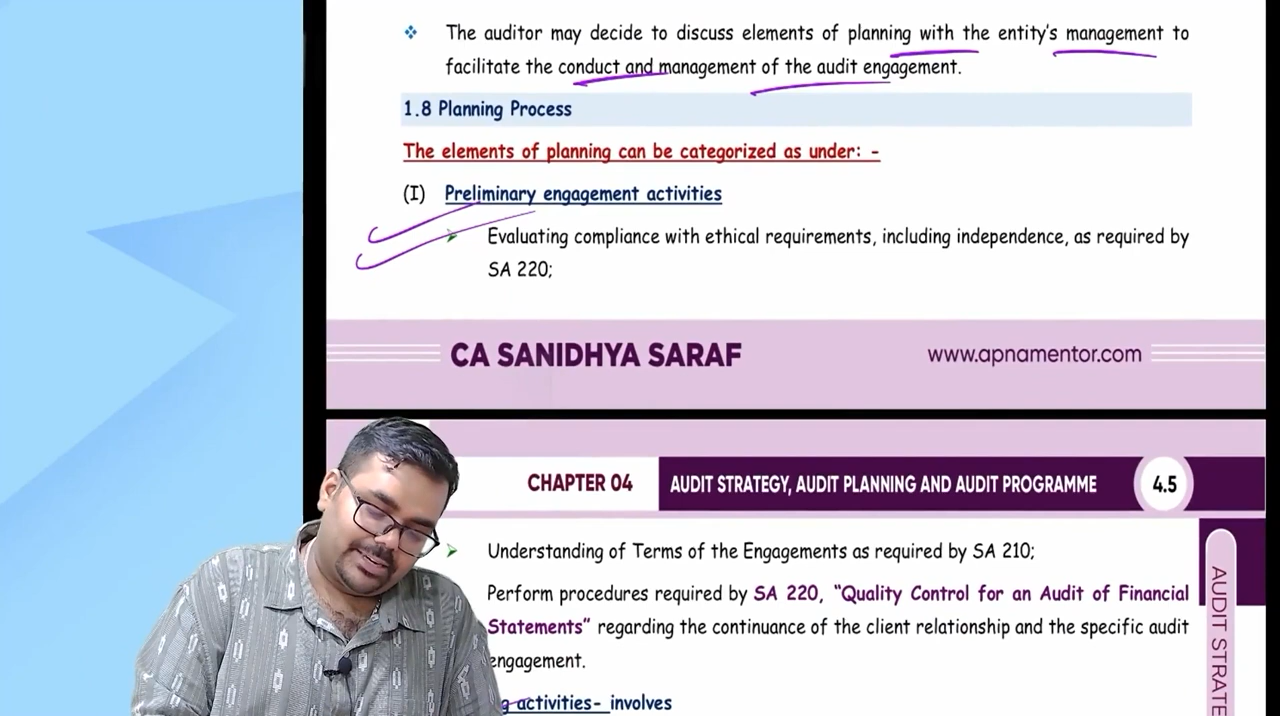 The auditor may decide to discuss elements of planning with the entity's management to
facilitate the conduct and management of the audit engagement.
1.8 Planning Process
The elements of planning can be categorized as under: -
(I) Preliminary engagement activities
Evaluating compliance with ethical requirements, including independence, as required by
SA 220;
CA SANIDHYA SARAF
www.apnamentor.com
CHAPTER 04
AUDIT STRATEGY, AUDIT PLANNING AND AUDIT PROGRAMME
4.5
Understanding of Terms of the Engagements as required by SA 210;
Perform procedures required by SA 220, “Quality Control for an Audit of Financial
Statements” regarding the continuance of the client relationship and the specific audit
engagement.
activities- involves
AUDIT STRATE